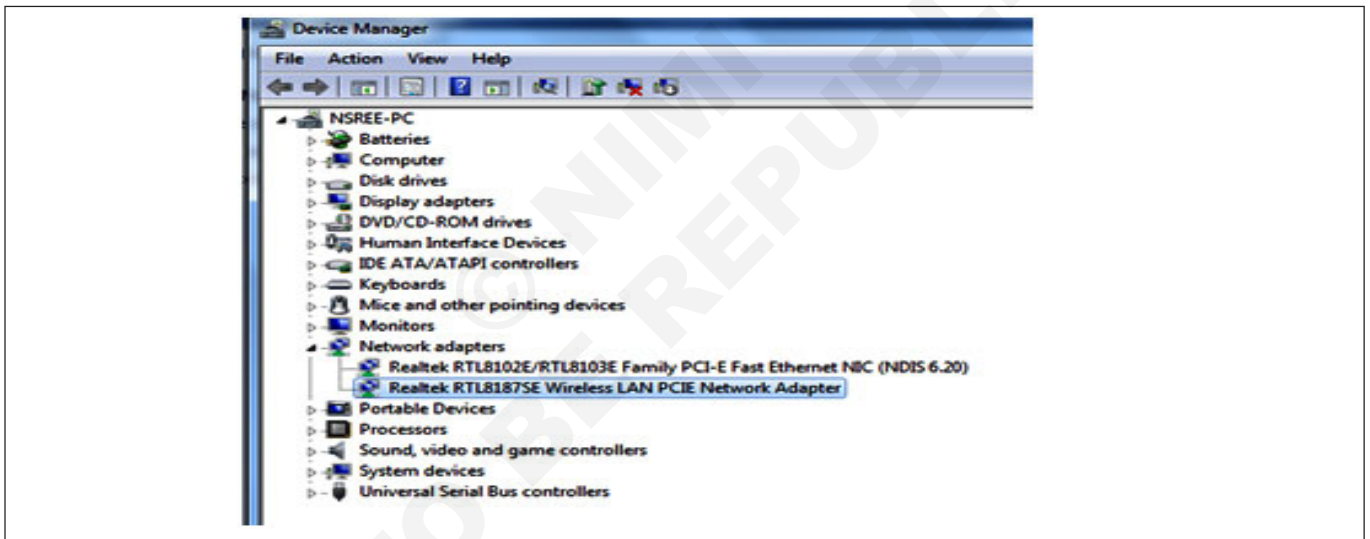 Device Manager
File Action View Help
NSREE-PC
Batteries
Computer
Disk drives
Display adapters
DVD/CD-ROM drives
Human Interface Devices
IDE ATA/ATAPI controllers
Keyboards
Mice and other pointing devices
Monitors
Network adapters
Realtek RTL8102E/RTL8103E Family PCI-E Fast Ethernet NIC (NDIS 6.20)
Realtek RTL8187SE Wireless LAN PCIE Network Adapter
Portable Devices
Processors
Sound, video and game controllers
System devices
Universal Serial Bus controllers
© NIMI
BE REPUBL